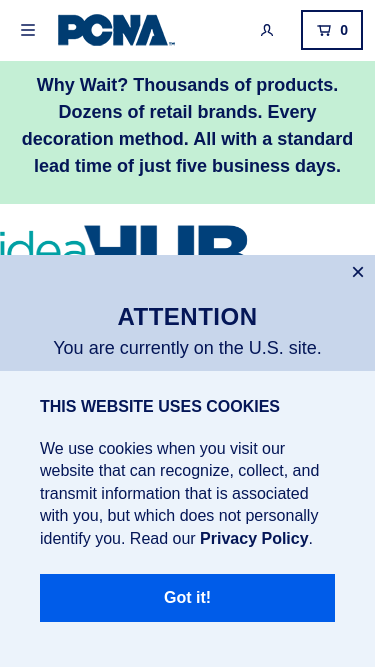 PCNA
0
Why Wait? Thousands of products.
Dozens of retail brands. Every
decoration method. All with a standard
lead time of just five business days.
ideaHUB
ATTENTION
You are currently on the U.S. site.
THIS WEBSITE USES COOKIES
We use cookies when you visit our
website that can recognize, collect, and
transmit information that is associated
with you, but which does not personally
identify you. Read our Privacy Policy.
Got it!